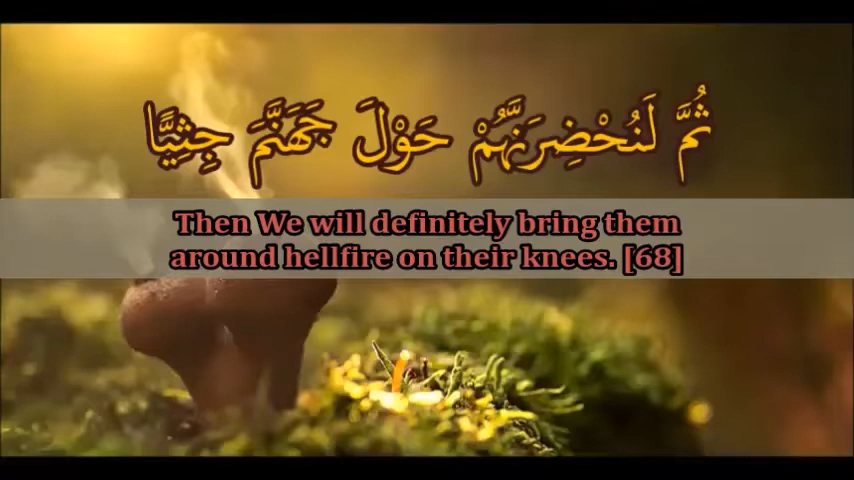 ثُمَّ لَنُحْضِرَنَّهُمْ حَوْلَ جَهَنَّمَ جِثِيًّا
Then We will definitely bring them
around hellfire on their knees. [68]